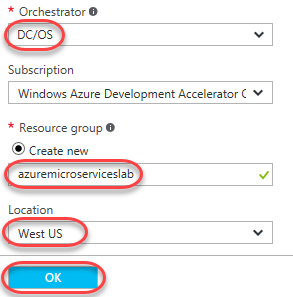 * Orchestrator
DC/OS
Subscription
Windows Azure Development Accelerator C
* Resource group
Create new
azuremicroserviceslab
Location
West US
OK